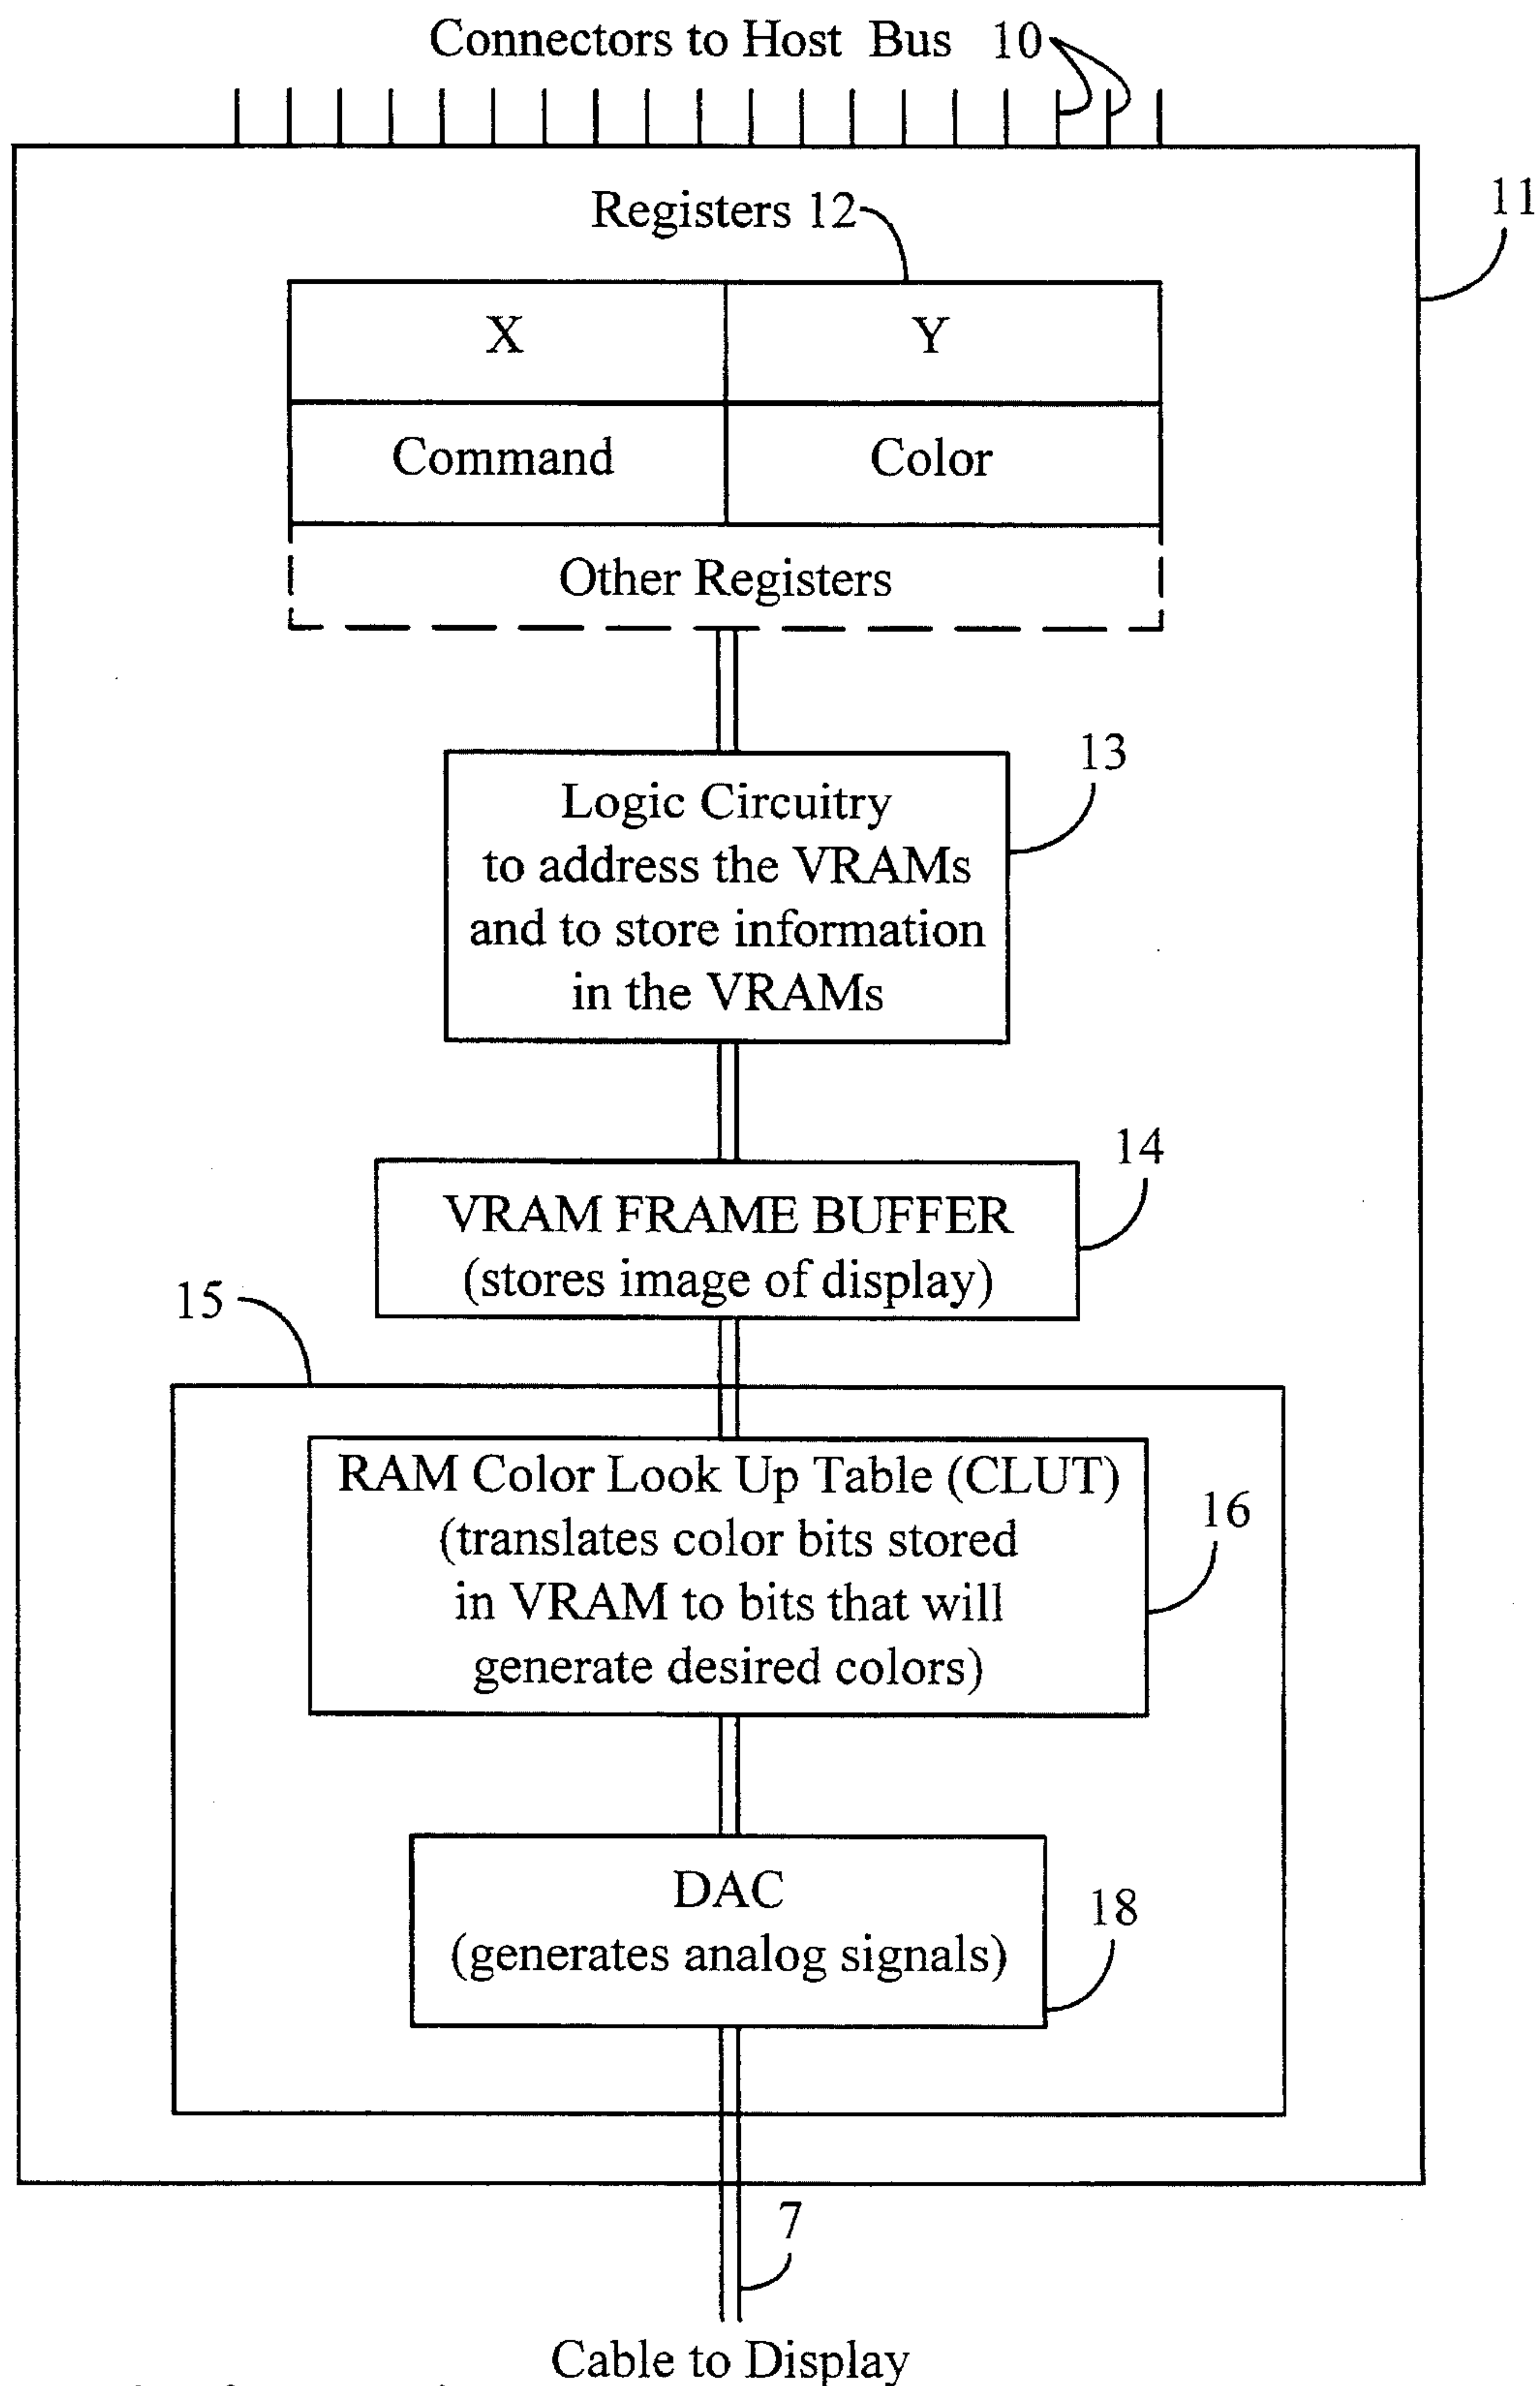 Connectors to Host Bus 10
11
Registers 12
X Y
Command Color
Other Registers
13
Logic Circuitry
to address the VRAMs
and to store information
in the VRAMs
14
VRAM FRAME BUFFER
(stores image of display)
15
RAM Color Look Up Table (CLUT)
(translates color bits stored
in VRAM to bits that will
generate desired colors)
16
DAC
(generates analog signals)
18
7
Cable to Display